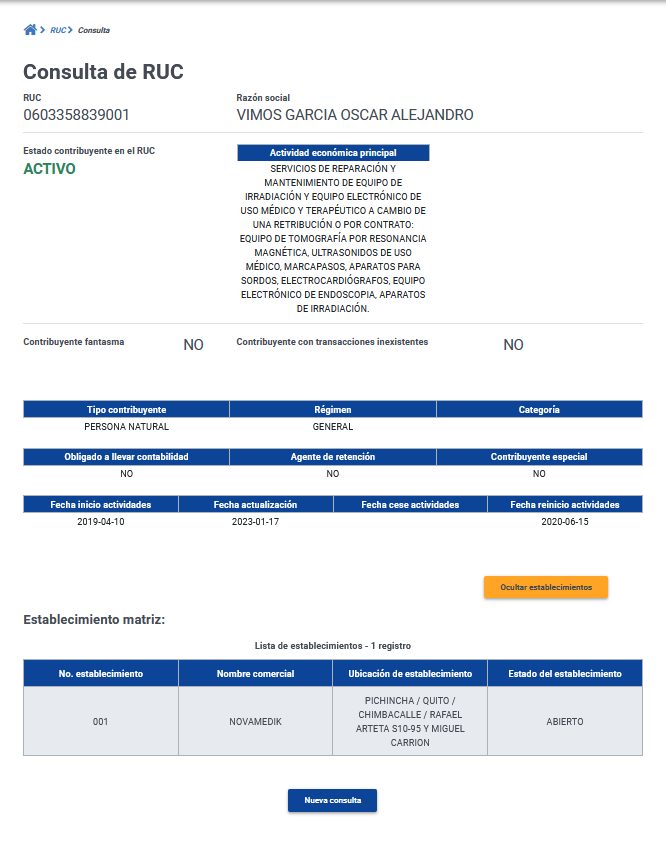 RUC Consulta
Consulta de RUC
RUC
0603358839001
Razón social
VIMOS GARCIA OSCAR ALEJANDRO
Estado contribuyente en el RUC
ACTIVO
Actividad económica principal
SERVICIOS DE REPARACIÓN Y
MANTENIMIENTO DE EQUIPO DE
IRRADIACIÓN Y EQUIPO ELECTRÓNICO DE
USO MÉDICO Y TERAPÉUTICO A CAMBIO DE
UNA RETRIBUCIÓN O POR CONTRATO:
EQUIPO DE TOMOGRAFÍA POR RESONANCIA
MAGNÉTICA, ULTRASONIDOS DE USO
MÉDICO, MARCAPASOS, APARATOS PARA
SORDOS, ELECTROCARDIÓGRAFOS, EQUIPO
ELECTRÓNICO DE ENDOSCOPIA, APARATOS
DE IRRADIACIÓN.
Contribuyente fantasma NO
Contribuyente con transacciones inexistentes NO
Tipo contribuyente Régimen Categoría
PERSONA NATURAL GENERAL
Obligado a llevar contabilidad Agente de retención Contribuyente especial
NO NO NO
Fecha inicio actividades Fecha actualización Fecha cese actividades Fecha reinicio actividades
2019-04-10 2023-01-17 2020-06-15
Ocultar establecimientos
Establecimiento matriz:
Lista de establecimientos - 1 registro
No. establecimiento Nombre comercial Ubicación de establecimiento Estado del establecimiento
001 NOVAMEDIK
PICHINCHA / QUITO /
CHIMBACALLE / RAFAEL
ARTETA S10-95 Y MIGUEL
CARRION
ABIERTO
Nueva consulta